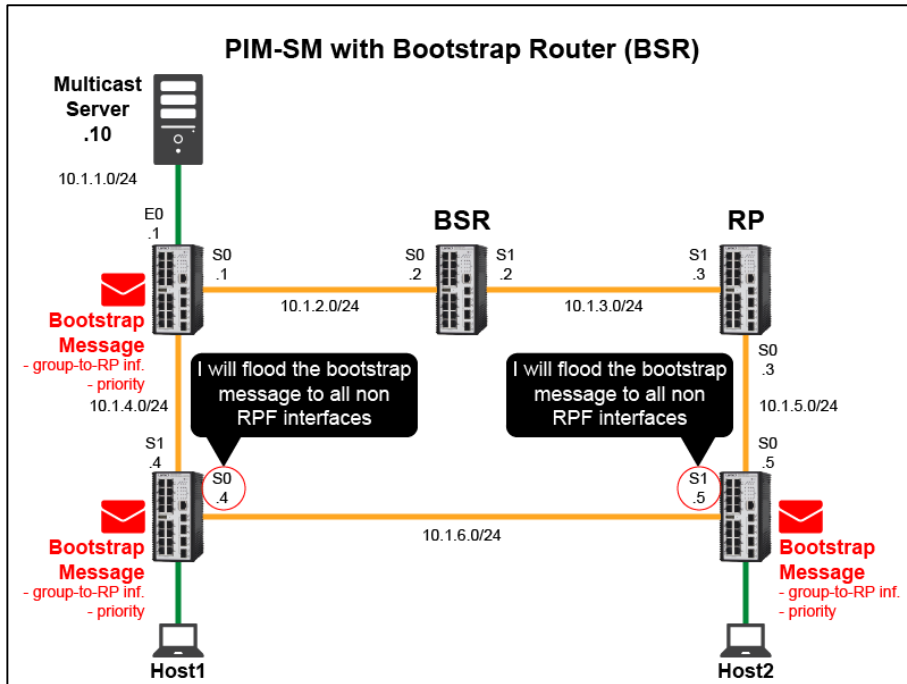 PIM-SM with Bootstrap Router (BSR)
Multicast
Server
.10
10.1.1.0/24
E0
.1
BSR
RP
S0
.1
S0
.2
S1
.2
S1
.3
10.1.2.0/24
10.1.3.0/24
Bootstrap
Message
- group-to-RP inf.
- priority
S0
.3
10.1.4.0/24
I will flood the bootstrap
message to all non
RPF interfaces
I will flood the bootstrap
message to all non
RPF interfaces
10.1.5.0/24
S1
.4
S0
.4
S1
.5
S0
.5
10.1.6.0/24
Bootstrap
Message
- group-to-RP inf.
- priority
Bootstrap
Message
- group-to-RP inf.
- priority
Host1
Host2